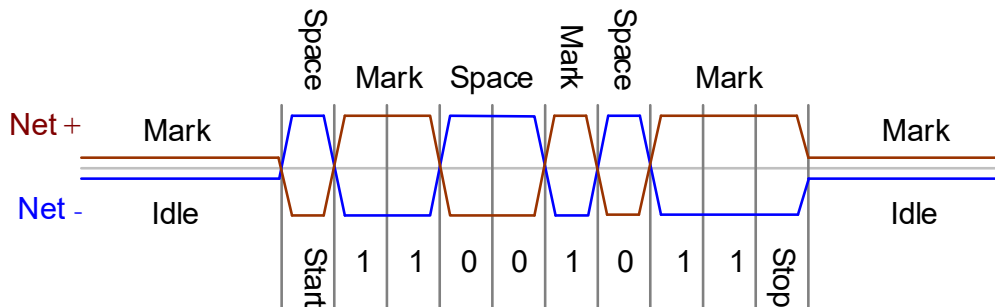 Space
Mark
Space
Mark
Space
Mark
Net +
Mark
Mark
Net -
Idle
Idle
Start
1 1 0 0 1 0 1 1
Stop